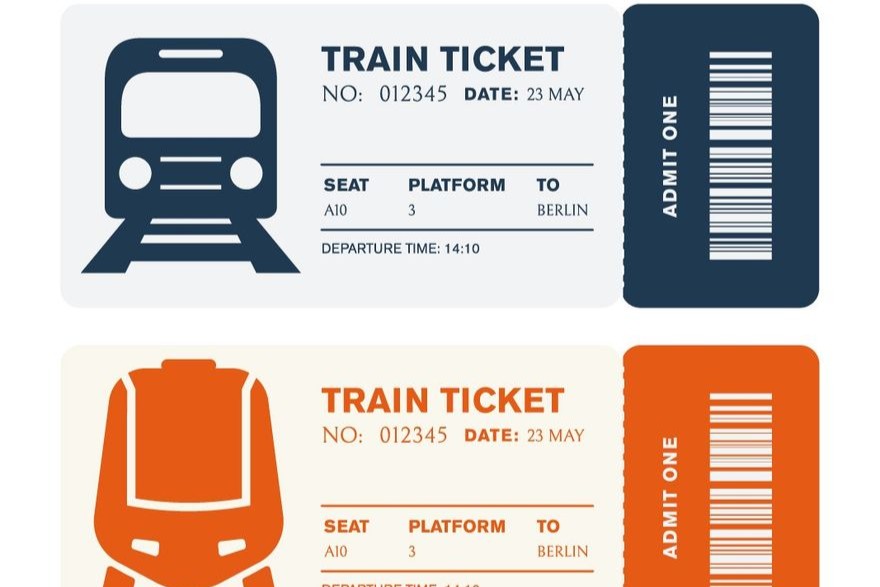 TRAIN TICKET
NO: 012345 DATE: 23 MAY
SEAT PLATFORM TO
A10 3 BERLIN
DEPARTURE TIME: 14:10
ADMIT ONE
TRAIN TICKET
NO: 012345 DATE: 23 MAY
SEAT PLATFORM TO
A10 3 BERLIN
ADMIT ONE